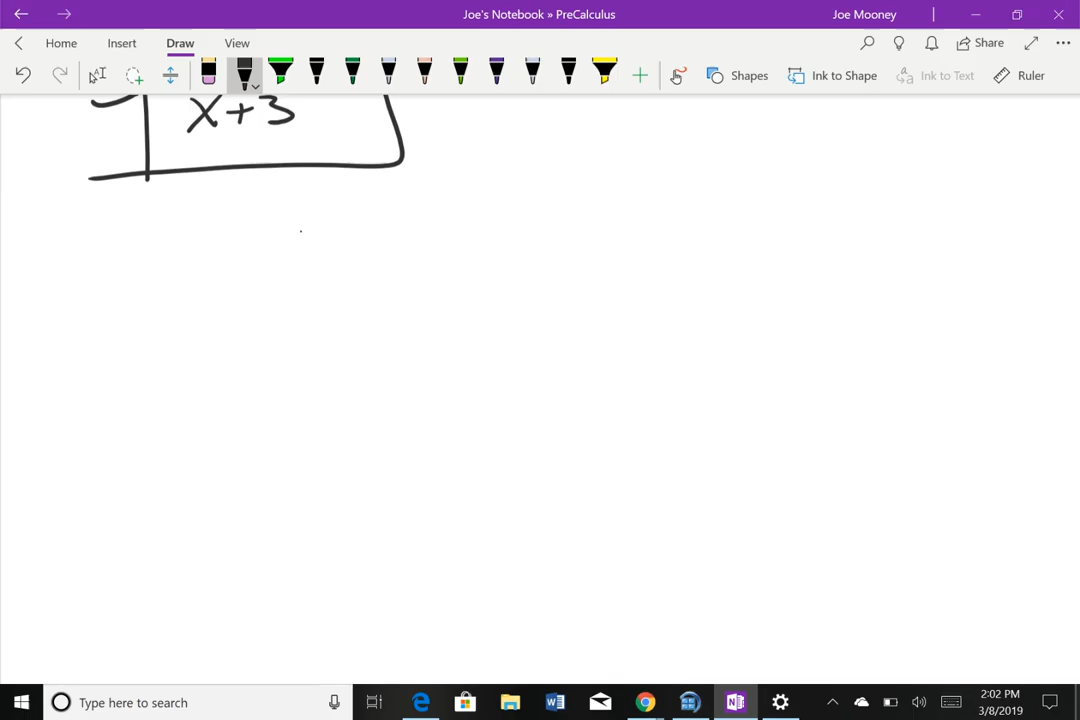 Joe's Notebook » PreCalculus
Joe Mooney
Home Insert Draw View
Share
Shapes
Ink to Shape
Ink to Text
Ruler
x+3
Type here to search
2:02 PM
3/8/2019